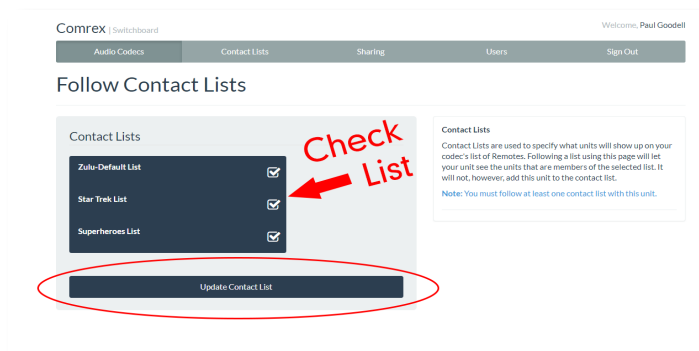 Comrex | Switchboard
Welcome, Paul Goodell
Audio Codecs Contact Lists Sharing Users Sign Out
Follow Contact Lists
Contact Lists
Zulu-Default List
Star Trek List
Superheroes List
Update Contact List
Check
List
Contact Lists
Contact Lists are used to specify what units will show up on your
codec's list of Remotes. Following a list using this page will let
your unit see the units that are members of the selected list. It
will not, however, add this unit to the contact list.
Note: You must follow at least one contact list with this unit.